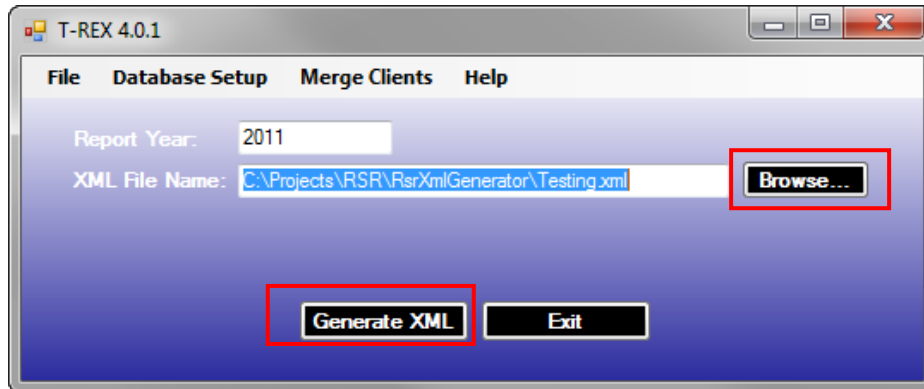 T-REX 4.0.1
File Database Setup Merge Clients Help
Report Year: 2011
XML File Name: C:\Projects\RSR\RsrXmlGenerator\Testing.xml Browse...
Generate XML Exit